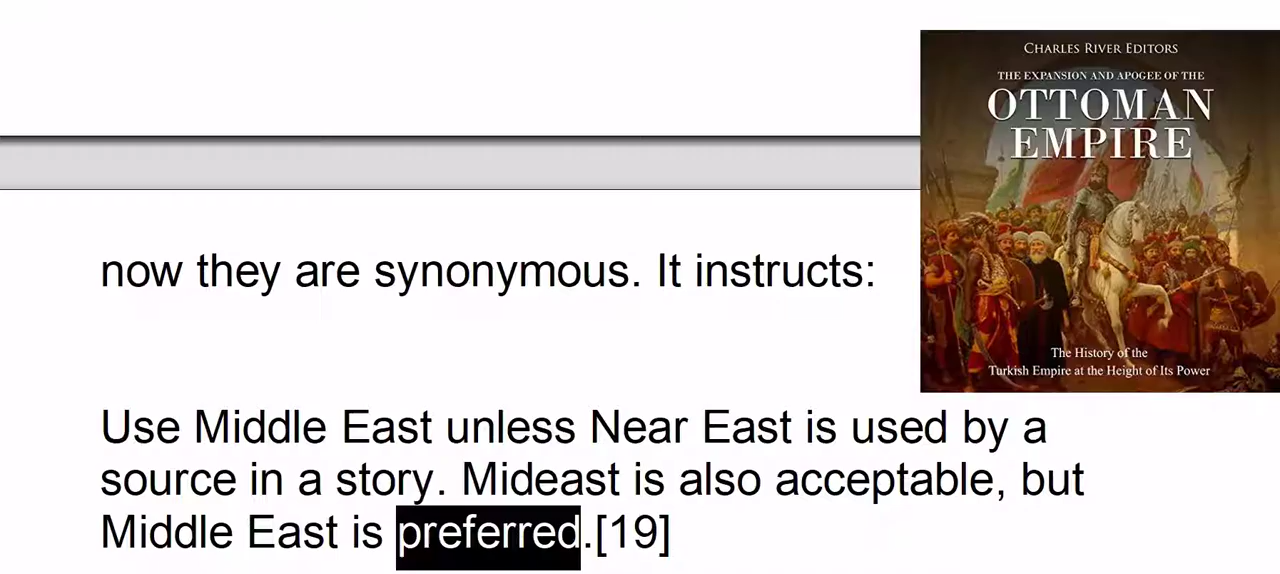 CHARLES RIVER EDITORS
THE EXPANSION AND APOGEE OF THE
OTTOMAN
EMPIRE
The History of the
Turkish Empire at the Height of Its Power
now they are synonymous. It instructs:
Use Middle East unless Near East is used by a
source in a story. Mideast is also acceptable, but
Middle East is preferred.[19]